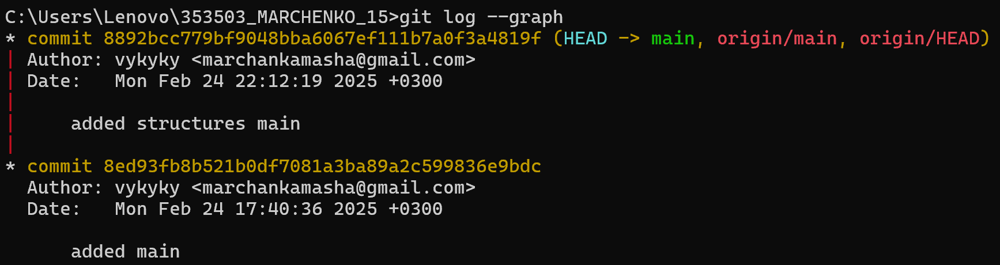 C:\Users\Lenovo\353503_MARCHENKO_15>git log --graph
* commit 8892bcc779bf9048bba6067ef111b7a0f3a4819f (HEAD -> main, origin/main, origin/HEAD)
| Author: vykyky <marchankamasha@gmail.com>
| Date:   Mon Feb 24 22:12:19 2025 +0300
|
|     added structures main
|
* commit 8ed93fb8b521b0df7081a3ba89a2c599836e9bdc
  Author: vykyky <marchankamasha@gmail.com>
  Date:   Mon Feb 24 17:40:36 2025 +0300

      added main